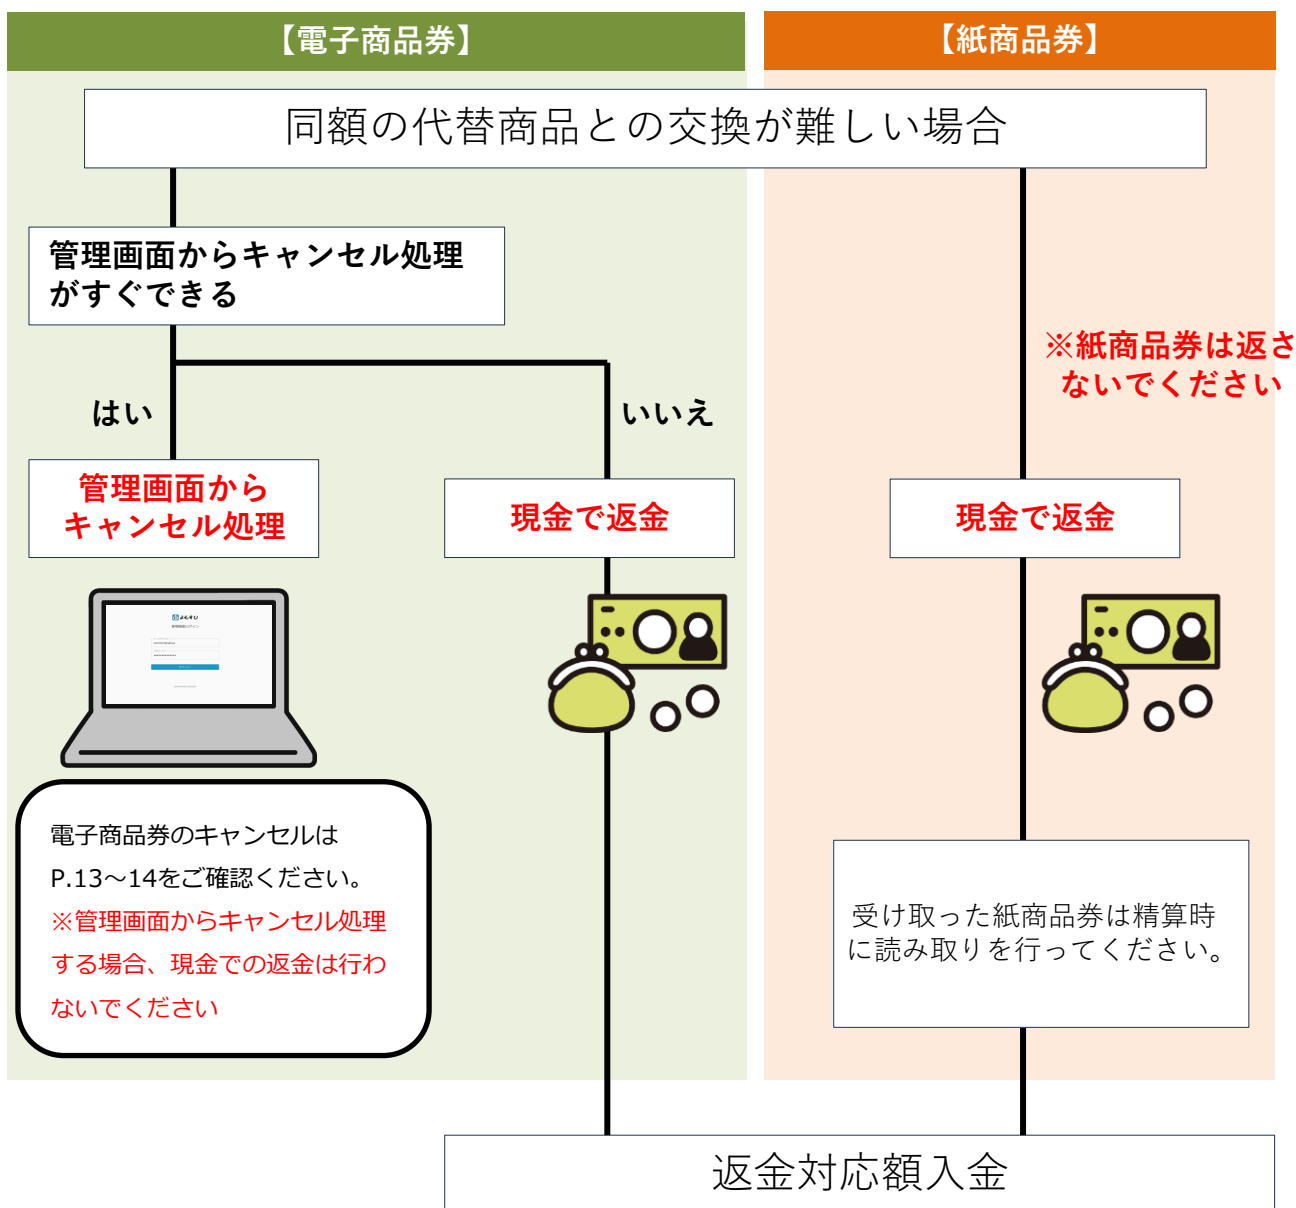 【電子商品券】
【紙商品券】
同額の代替商品との交換が難しい場合
管理画面からキャンセル処理
がすぐできる
はい
いいえ
管理画面から
キャンセル処理
現金で返金
電子商品券のキャンセルは
P.13～14をご確認ください。
※管理画面からキャンセル処理
する場合、現金での返金は行わ
ないでください
※紙商品券は返さ
ないでください
現金で返金
受け取った紙商品券は精算時
に読み取りを行ってください。
返金対応額入金